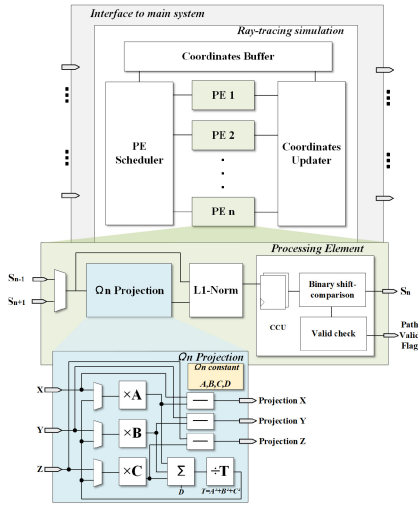 Interface to main system
Ray-tracing simulation
Coordinates Buffer
PE Scheduler
PE 1
PE 2
PE n
Coordinates Updater
Processing Element
Sn-1
Sn+1
Ωn Projection
L1-Norm
CCU
Binary shift-comparison
Valid check
Sn
Path Valid Flag
Ωn Projection
Ωn constant
A,B,C,D
X
Y
Z
×A
×B
×C
Σ
D
÷T
T=A²+B²+C²
Projection X
Projection Y
Projection Z